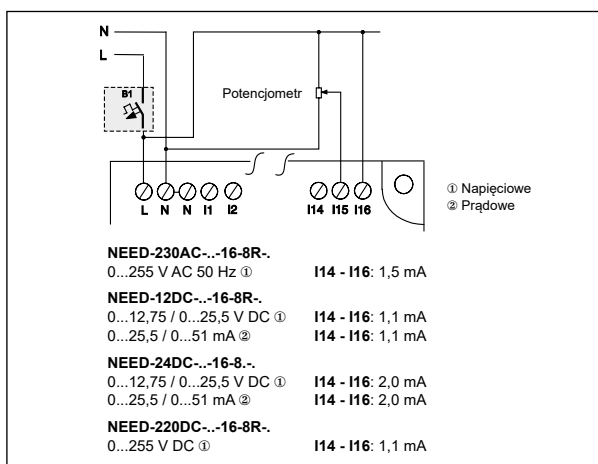 N
L
B1
Potencjometr
L N N I1 I2 I14 I15 I16
① Napięciowe
② Prądowe
NEED-230AC-..-16-8R-.
0...255 V AC 50 Hz ① I14 - I16: 1,5 mA
NEED-12DC-..-16-8R-.
0...12,75 / 0...25,5 V DC ① I14 - I16: 1,1 mA
0...25,5 / 0...51 mA ② I14 - I16: 1,1 mA
NEED-24DC-..-16-8.-.
0...12,75 / 0...25,5 V DC ① I14 - I16: 2,0 mA
0...25,5 / 0...51 mA ② I14 - I16: 2,0 mA
NEED-220DC-..-16-8R-.
0...255 V DC ① I14 - I16: 1,1 mA